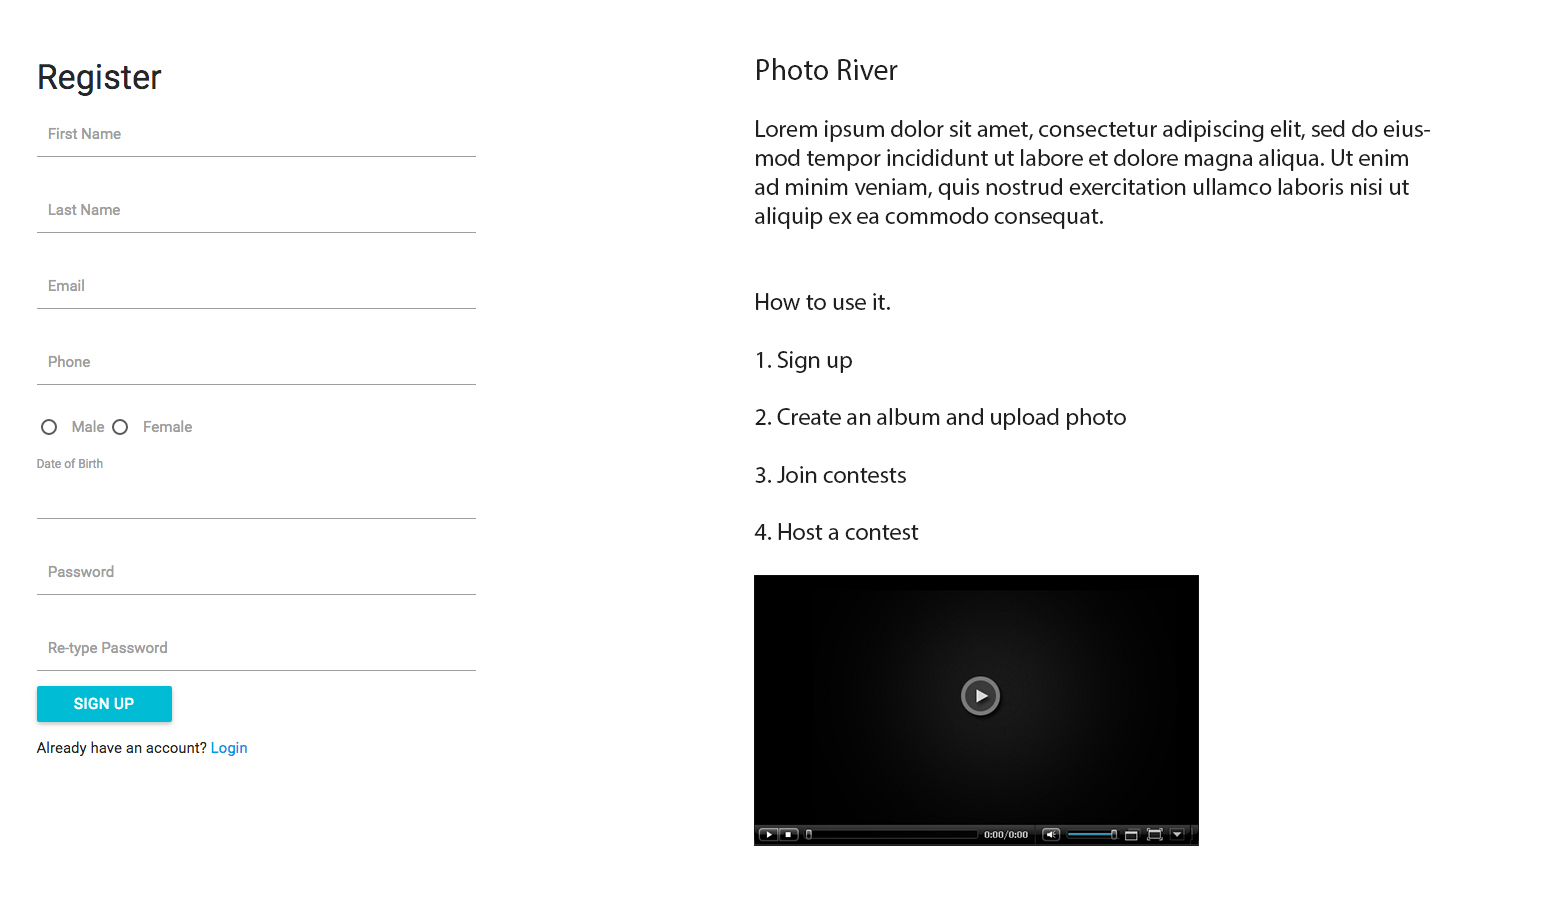 Register
First Name
Last Name
Email
Phone
Male Female
Date of Birth
Password
Re-type Password
SIGN UP
Already have an account? Login
Photo River
Lorem ipsum dolor sit amet, consectetur adipiscing elit, sed do eius-
mod tempor incididunt ut labore et dolore magna aliqua. Ut enim
ad minim veniam, quis nostrud exercitation ullamco laboris nisi ut
aliquip ex ea commodo consequat.
How to use it.
1. Sign up
2. Create an album and upload photo
3. Join contests
4. Host a contest
0:00/0:00